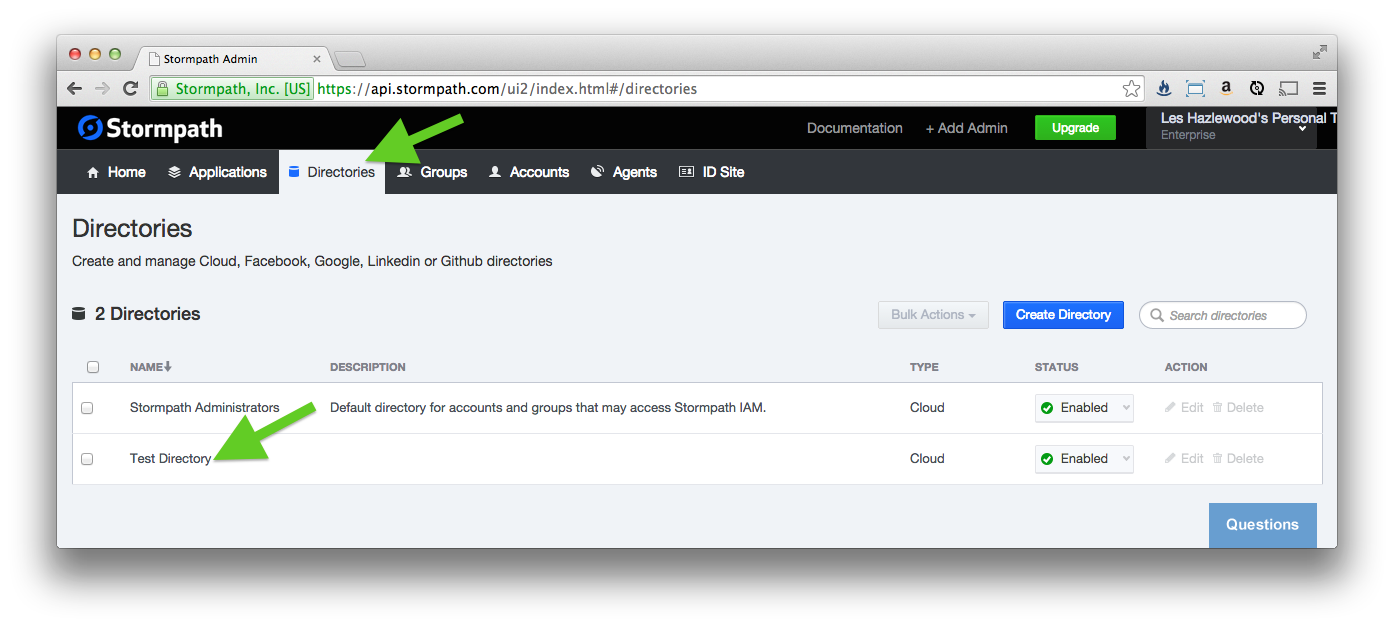 Stormpath Admin
Stormpath, Inc. [US] https://api.stormpath.com/ui2/index.html#/directories
Stormpath Documentation + Add Admin Upgrade Les Hazlewood's Personal T
Enterprise
Home Applications Directories Groups Accounts Agents ID Site
Directories
Create and manage Cloud, Facebook, Google, Linkedin or Github directories
2 Directories Bulk Actions Create Directory Search directories
NAME DESCRIPTION TYPE STATUS ACTION
Stormpath Administrators Default directory for accounts and groups that may access Stormpath IAM. Cloud Enabled Edit Delete
Test Directory Cloud Enabled Edit Delete
Questions